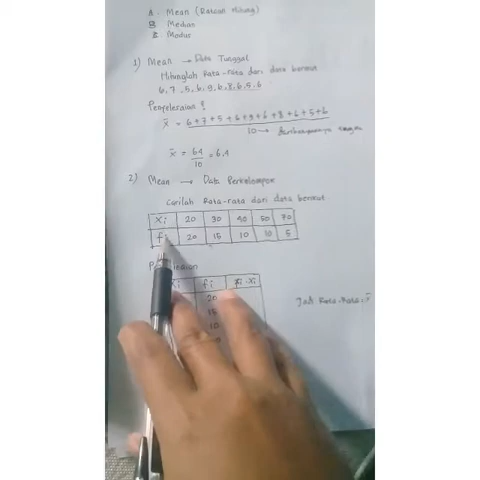 A. Mean (Rataan Hitung)
B. Median
B. Modus
1) Mean → Data Tunggal
Hitunglah Rata-rata dari data berikut
6,7,5,6,9,6,8,6,5,6
Penyelesaian :
x̄ = 6+7+5+6+9+6+8+6+5+6
10 → Banyaknya
x̄ = 64
10 = 6.4
2) Mean → Data Berkelompok
Carilah Rata-rata dari data berikut
Xi 20 30 40 50 70
fi 20 15 10 10 5
Xi fi fi . Xi
20
15
10
Jadi Rata-Rata = x̄